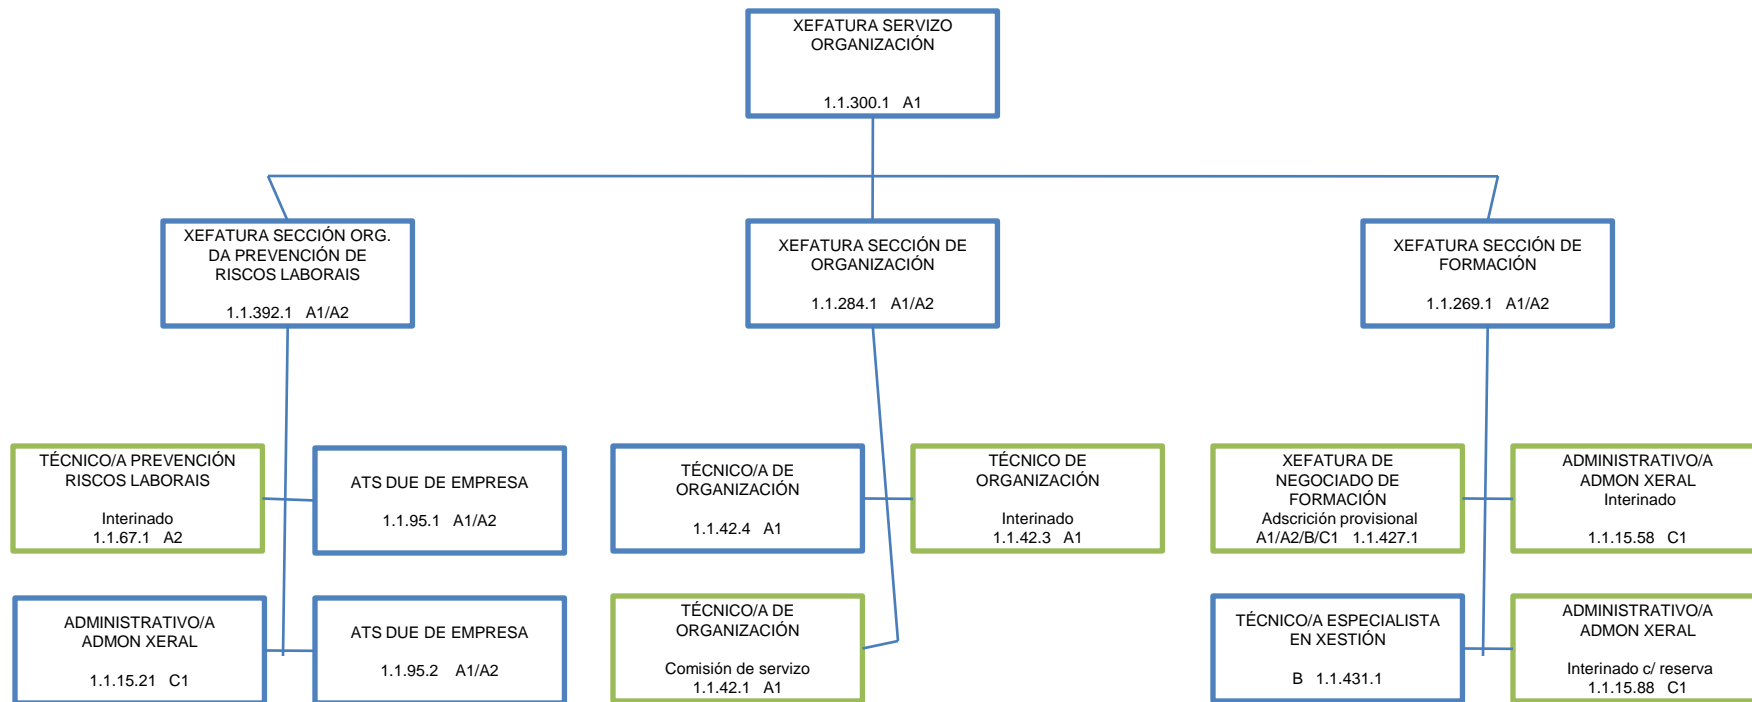 XEFATURA SERVIZO
ORGANIZACIÓN
1.1.300.1 A1
XEFATURA SECCIÓN ORG.
DA PREVENCIÓN DE
RISCOS LABORAIS
1.1.392.1 A1/A2
XEFATURA SECCIÓN DE
ORGANIZACIÓN
1.1.284.1 A1/A2
XEFATURA SECCIÓN DE
FORMACIÓN
1.1.269.1 A1/A2
TÉCNICO/A PREVENCIÓN
RISCOS LABORAIS
Interinado
1.1.67.1 A2
ATS DUE DE EMPRESA
1.1.95.1 A1/A2
TÉCNICO/A DE
ORGANIZACIÓN
1.1.42.4 A1
TÉCNICO DE
ORGANIZACIÓN
Interinado
1.1.42.3 A1
XEFATURA DE
NEGOCIADO DE
FORMACIÓN
Adscrición provisional
A1/A2/B/C1 1.1.427.1
ADMINISTRATIVO/A
ADMON XERAL
Interinado
1.1.15.58 C1
ADMINISTRATIVO/A
ADMON XERAL
1.1.15.21 C1
ATS DUE DE EMPRESA
1.1.95.2 A1/A2
TÉCNICO/A DE
ORGANIZACIÓN
Comisión de servizo
1.1.42.1 A1
TÉCNICO/A ESPECIALISTA
EN XESTIÓN
B 1.1.431.1
ADMINISTRATIVO/A
ADMON XERAL
Interinado c/ reserva
1.1.15.88 C1